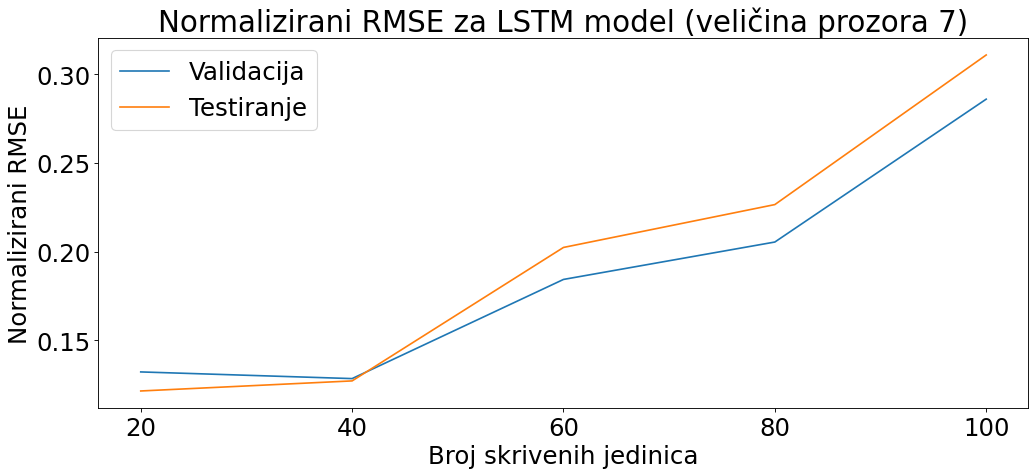 Normalizirani RMSE za LSTM model (veličina prozora 7)
Validacija
Testiranje
Normalizirani RMSE
0.30
0.25
0.20
0.15
20 40 60 80 100
Broj skrivenih jedinica